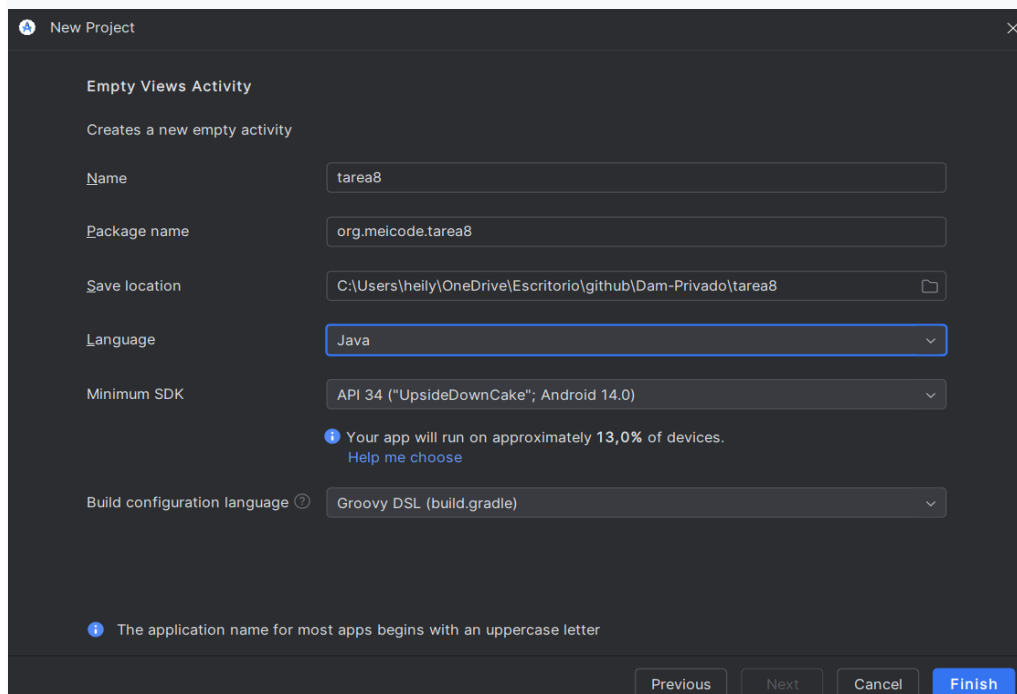 New Project
Empty Views Activity
Creates a new empty activity
Name tarea8
Package name org.meicode.tarea8
Save location C:\Users\heily\OneDrive\Escritorio\github\Dam-Privado\tarea8
Language Java
Minimum SDK API 34 ("UpsideDownCake"; Android 14.0)
Your app will run on approximately 13,0% of devices.
Help me choose
Build configuration language ? Groovy DSL (build.gradle)
The application name for most apps begins with an uppercase letter
Previous Next Cancel Finish